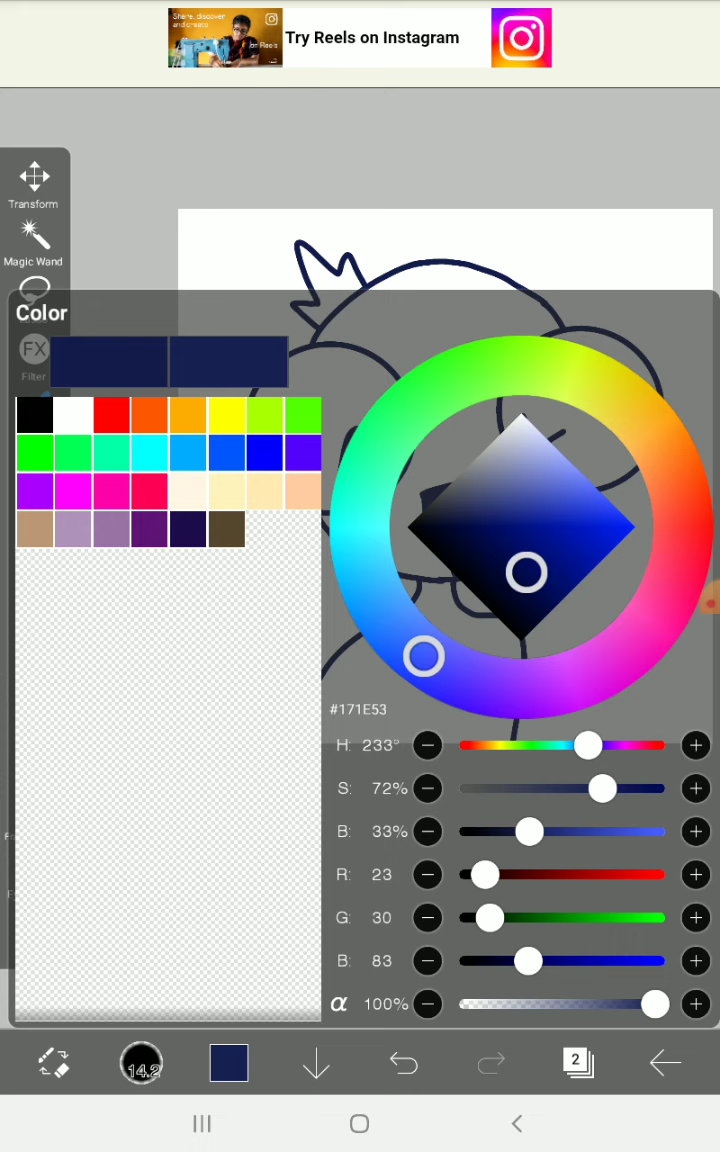 Share, discover
and create
on Reels
Try Reels on Instagram
Transform
Magic Wand
Color
FX
Filter
#171E53
H: 233°
S: 72%
B: 33%
R: 23
G: 30
B: 83
α 100%
14.2
2